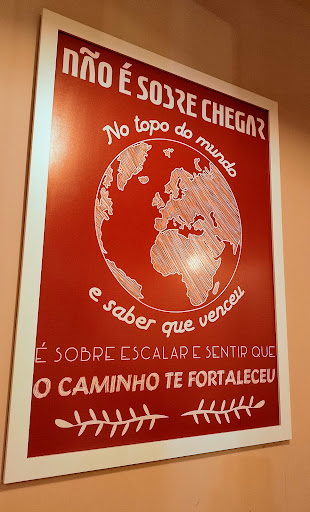 NÃO É SOBRE CHEGAR
No topo do mundo
e saber que venceu
É SOBRE ESCALAR E SENTIR QUE
O CAMINHO TE FORTALECEU